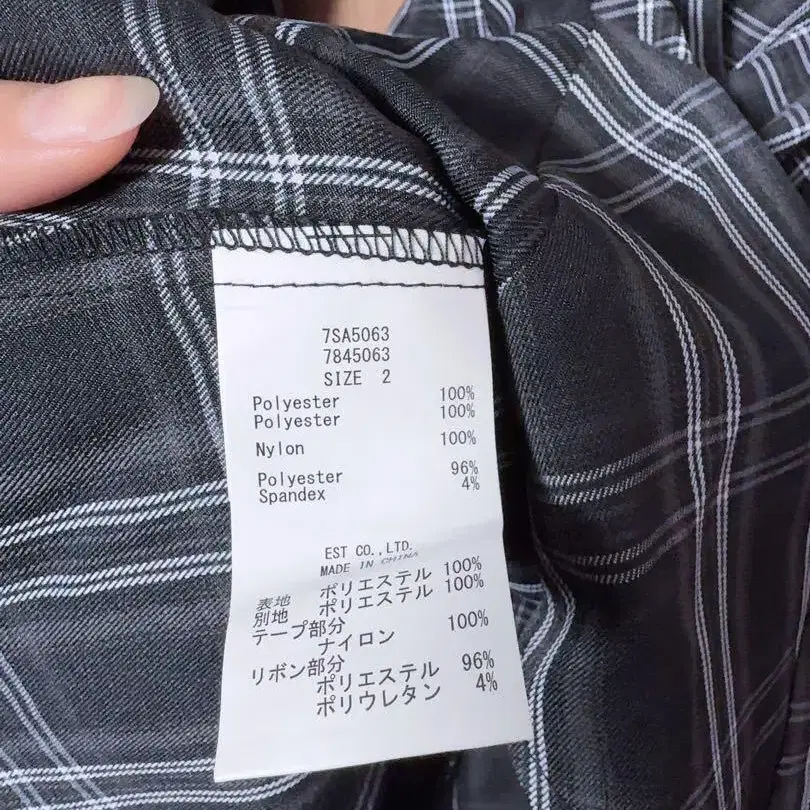 7SA5063
7845063
SIZE 2
Polyester 100%
Polyester 100%
Nylon 100%
Polyester 96%
Spandex 4%
EST CO.,LTD.
MADE IN CHINA
表地 ポリエステル 100%
別地 ポリエステル 100%
テープ部分
ナイロン 100%
リボン部分
ポリエステル 96%
ポリウレタン 4%